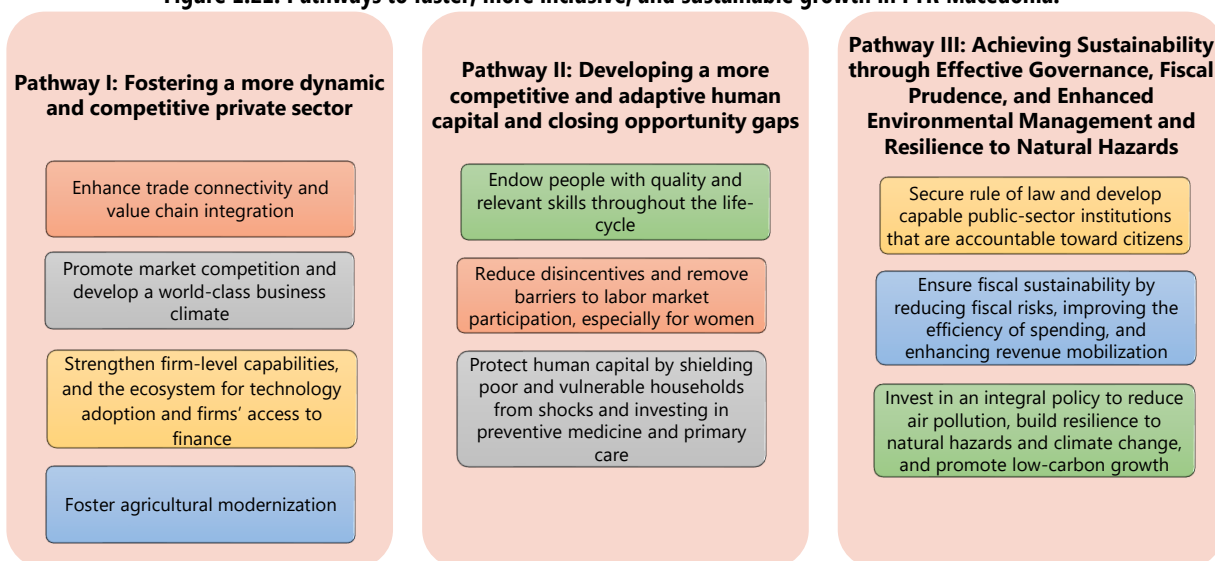 Pathway I: Fostering a more dynamic
and competitive private sector
Enhance trade connectivity and
value chain integration
Promote market competition and
develop a world-class business
climate
Strengthen firm-level capabilities,
and the ecosystem for technology
adoption and firms’ access to
finance
Foster agricultural modernization
Pathway II: Developing a more
competitive and adaptive human
capital and closing opportunity gaps
Endow people with quality and
relevant skills throughout the life-
cycle
Reduce disincentives and remove
barriers to labor market
participation, especially for women
Protect human capital by shielding
poor and vulnerable households
from shocks and investing in
preventive medicine and primary
care
Pathway III: Achieving Sustainability
through Effective Governance, Fiscal
Prudence, and Enhanced
Environmental Management and
Resilience to Natural Hazards
Secure rule of law and develop
capable public-sector institutions
that are accountable toward citizens
Ensure fiscal sustainability by
reducing fiscal risks, improving the
efficiency of spending, and
enhancing revenue mobilization
Invest in an integral policy to reduce
air pollution, build resilience to
natural hazards and climate change,
and promote low-carbon growth